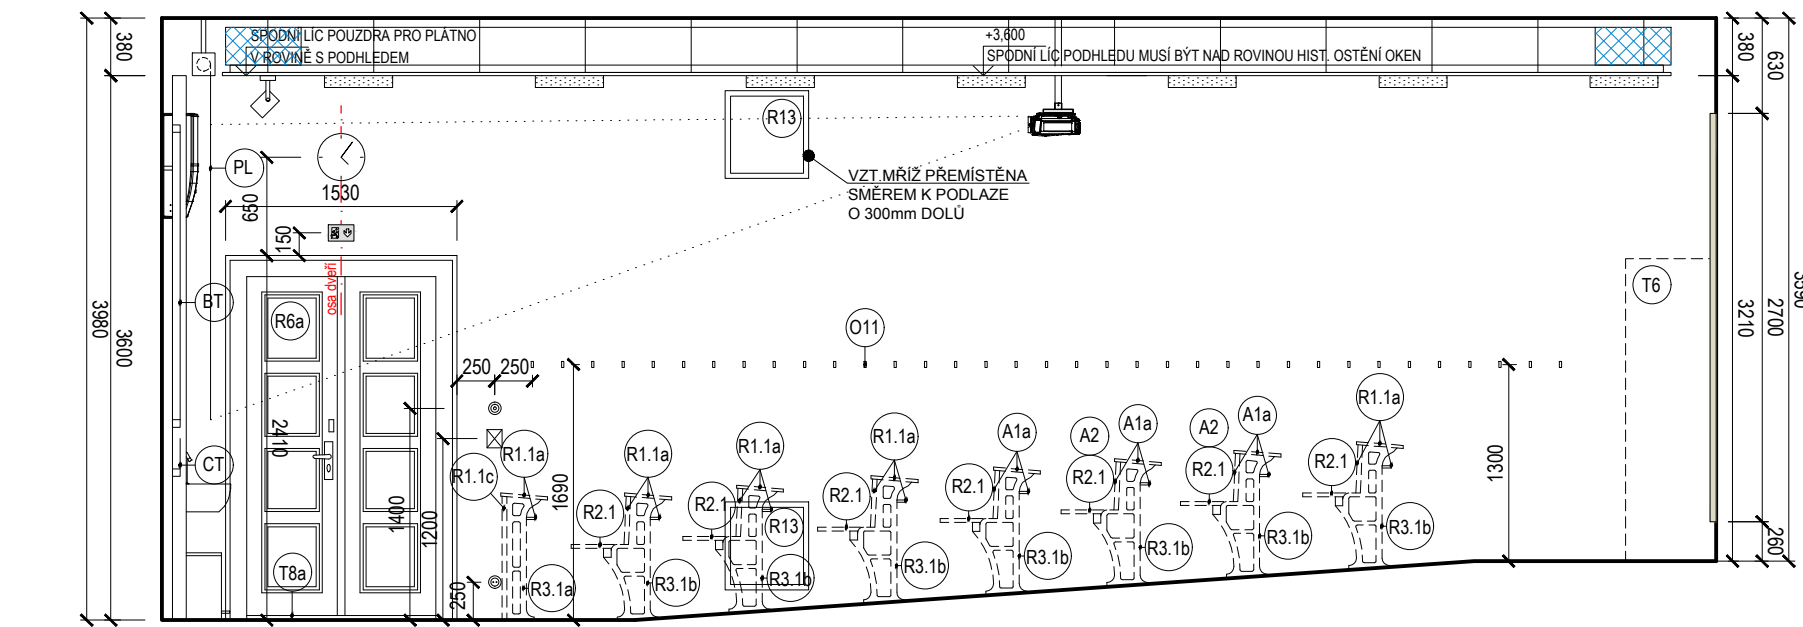 SPODNÍ LÍC POUZDRA PRO PLÁTNO
V ROVINĚ S PODHLEDEM
+3,600
SPODNÍ LÍC PODHLEDU MUSÍ BÝT NAD ROVINOU HIST. OSTĚNÍ OKEN
380
380
630
R13
VZT.MŘÍŽ PŘEMÍSTĚNA
SMĚREM K PODLAZE
O 300mm DOLŮ
PL
1530
650
150
osa dveří
BT
R6a
3980
3600
O11
T6
3210
2700
3590
250
250
CT
2410
1400
1200
1690
1300
R1.1c
R1.1a
R1.1a
R1.1a
R1.1a
A1a
A2
A1a
A2
A1a
R1.1a
R2.1
R2.1
R2.1
R2.1
R2.1
R2.1
R2.1
R13
T8a
250
R3.1a
R3.1b
R3.1b
R3.1b
R3.1b
R3.1b
R3.1b
R3.1b
260